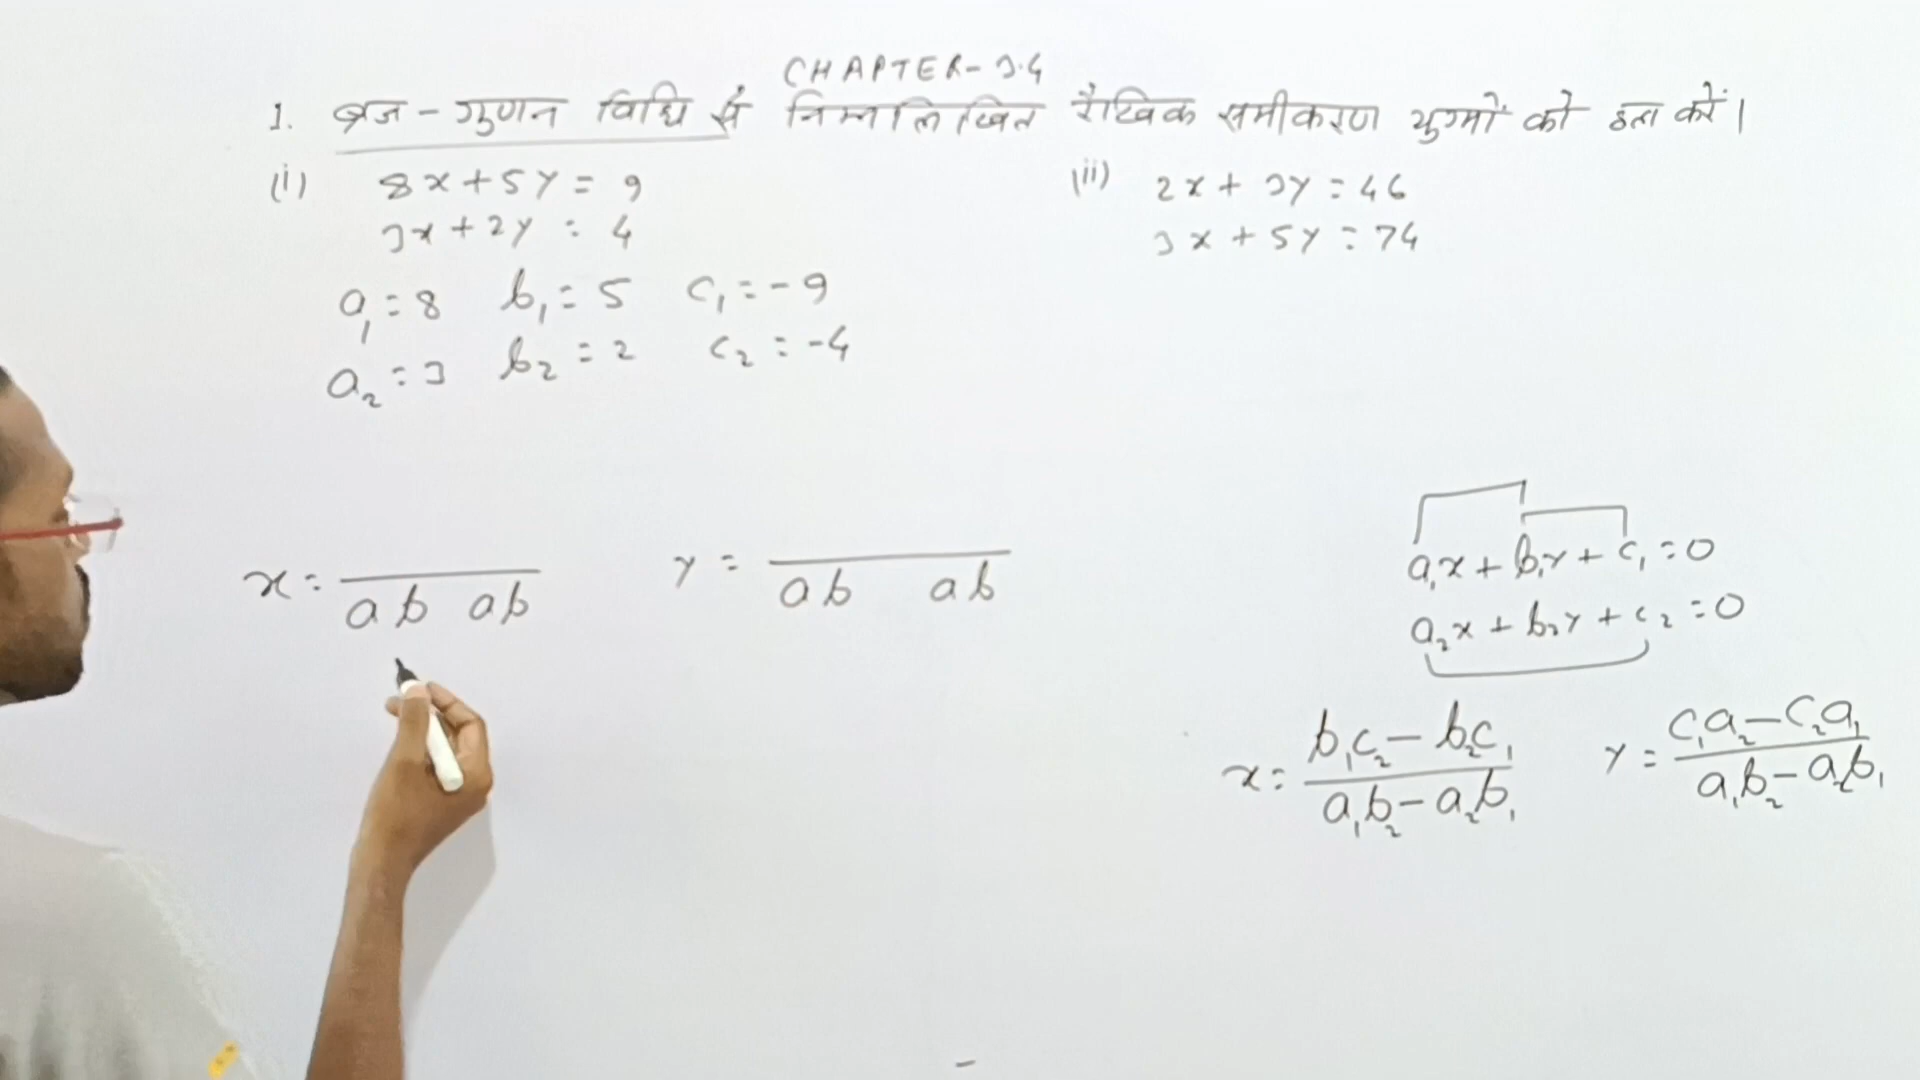 CHAPTER-3.4
1. ब्रज-गुणन विधि से निम्नलिखित रैखिक समीकरण युग्मों को हल करें।
(i) 8x+5y=9
3x+2y=4
(ii) 2x+3y=46
3x+5y=74
a₁=8 b₁=5 c₁=-9
a₂=3 b₂=2 c₂=-4
x= ab ab
y= ab ab
a₁x+b₁y+c₁=0
a₂x+b₂y+c₂=0
x= b₁c₂-b₂c₁
a₁b₂-a₂b₁
y= c₁a₂-c₂a₁
a₁b₂-a₂b₁